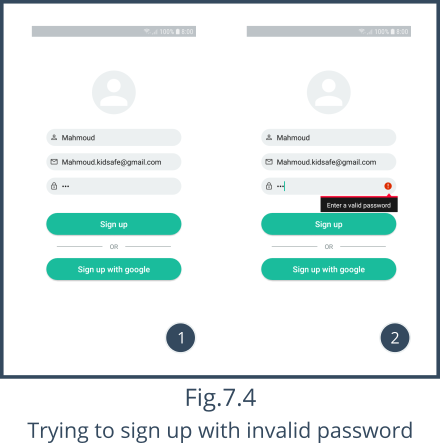 100% 8:00
Mahmoud
Mahmoud.kidsafe@gmail.com
•••
Sign up
OR
Sign up with google
1
100% 8:00
Mahmoud
Mahmoud.kidsafe@gmail.com
•••
Enter a valid password
Sign up
OR
Sign up with google
2
Fig.7.4
Trying to sign up with invalid password